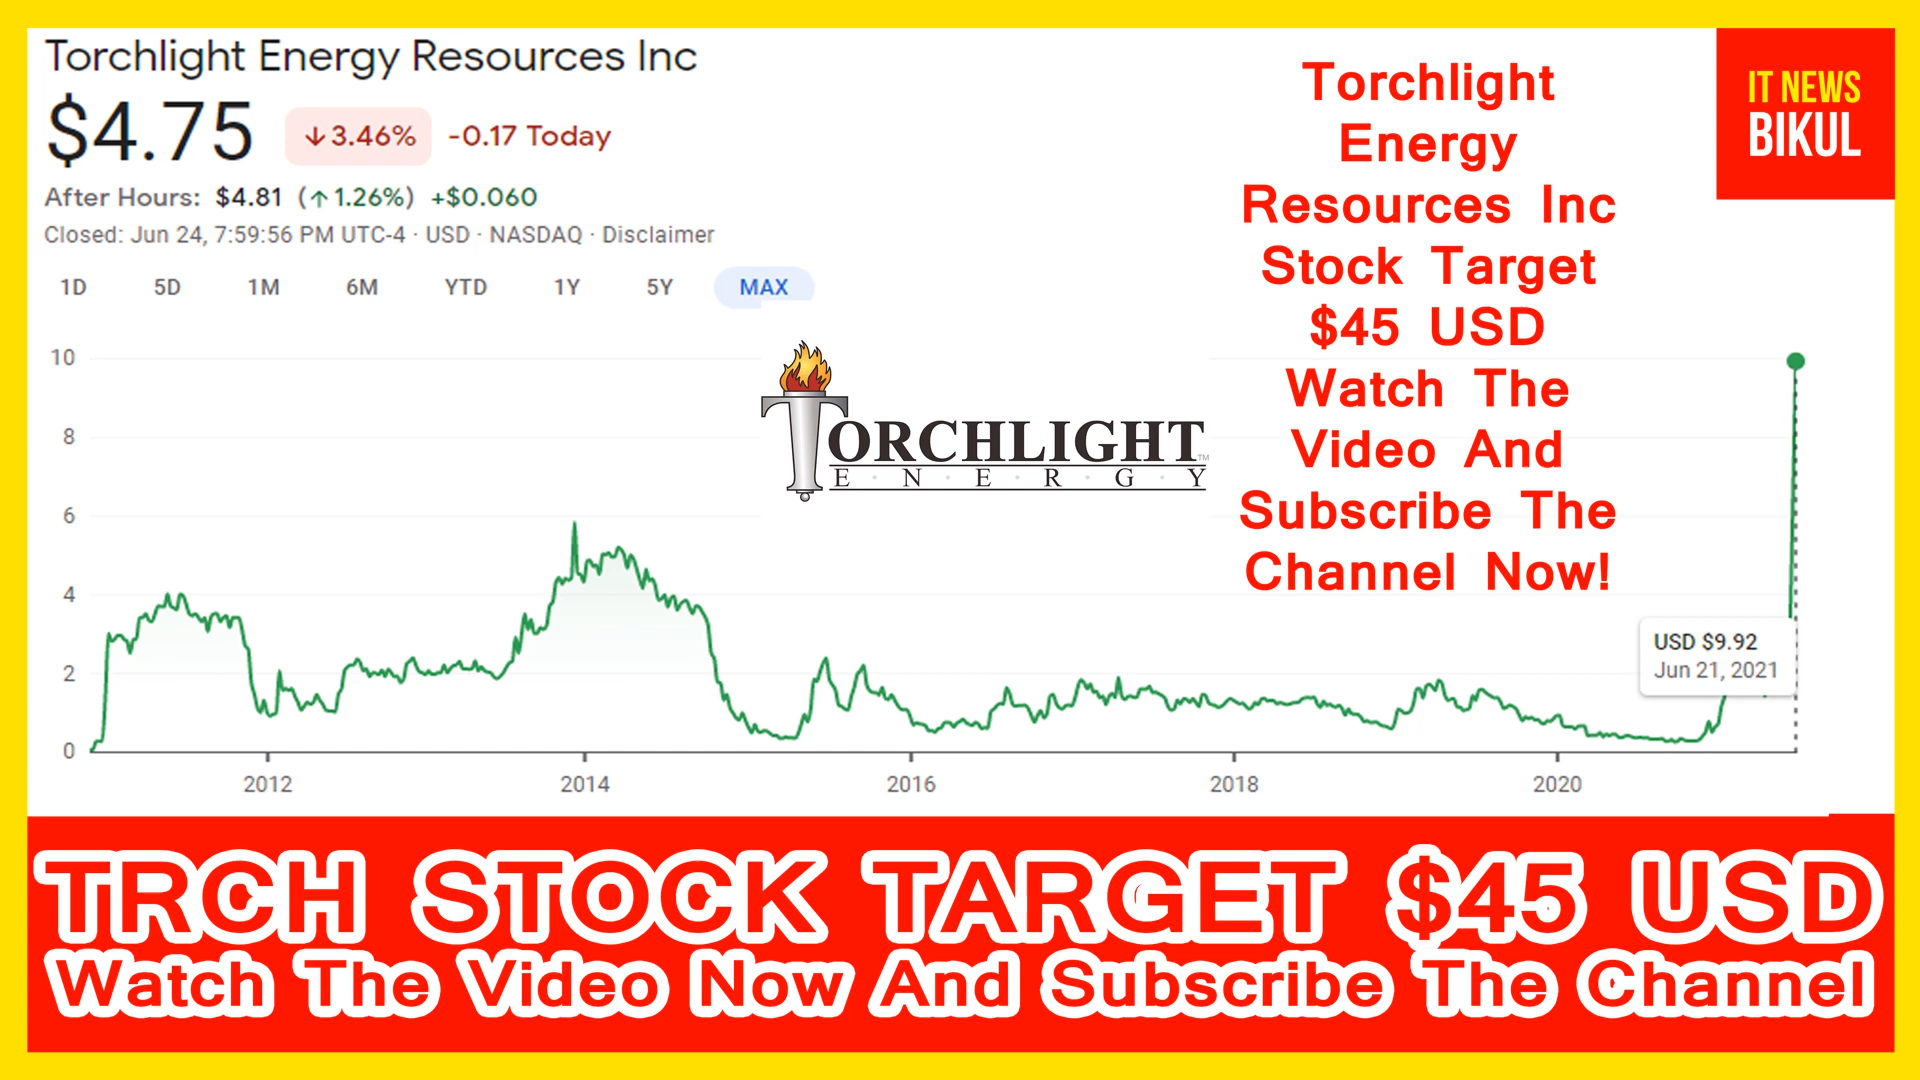 Torchlight Energy Resources Inc
$4.75 ↓3.46% -0.17 Today
After Hours: $4.81 (↑1.26%) +$0.060
Closed: Jun 24, 7:59:56 PM UTC-4 · USD · NASDAQ · Disclaimer
1D 5D 1M 6M YTD 1Y 5Y MAX
10
8
6
4
2
0
2012 2014 2016 2018 2020
TORCHLIGHT™
E · N · E · R · G · Y
Torchlight
Energy
Resources Inc
Stock Target
$45 USD
Watch The
Video And
Subscribe The
Channel Now!
IT NEWS
BIKUL
USD $9.92
Jun 21, 2021
TRCH STOCK TARGET $45 USD
Watch The Video Now And Subscribe The Channel